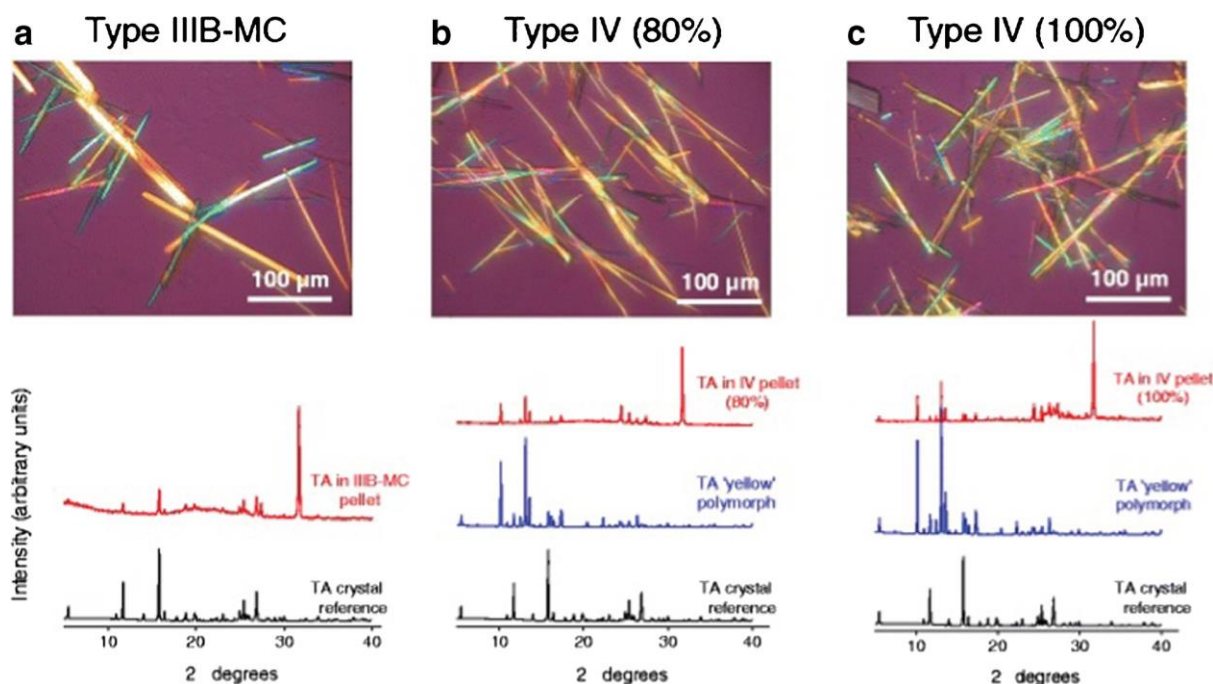 a Type IIIB-MC
b Type IV (80%)
c Type IV (100%)
100 µm
100 µm
100 µm
Intensity (arbitrary units)
TA in IIIB-MC
pellet
TA crystal
reference
10 20 30 40
2 degrees
TA in IV pellet
(80%)
TA 'yellow'
polymorph
TA crystal
reference
10 20 30 40
2 degrees
TA in IV pellet
(100%)
TA 'yellow'
polymorph
TA crystal
reference
10 20 30 40
2 degrees